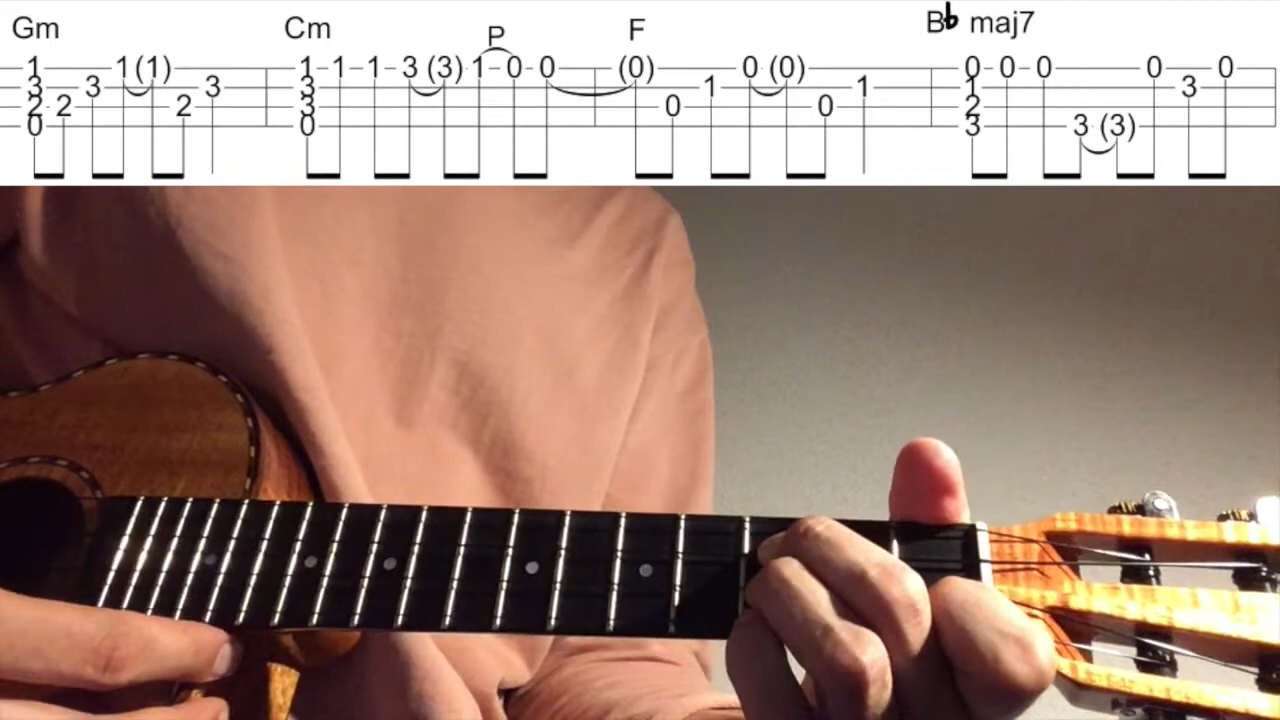 Gm Cm P F B♭ maj7
1 1 (1) 1 1 1 3 (3) 1 0 0 (0) 0 (0) 0 0 0 0 0
3 3 3 3 1 1 1 3
2 2 2 3 0 0 2
0 0 3 3 (3)